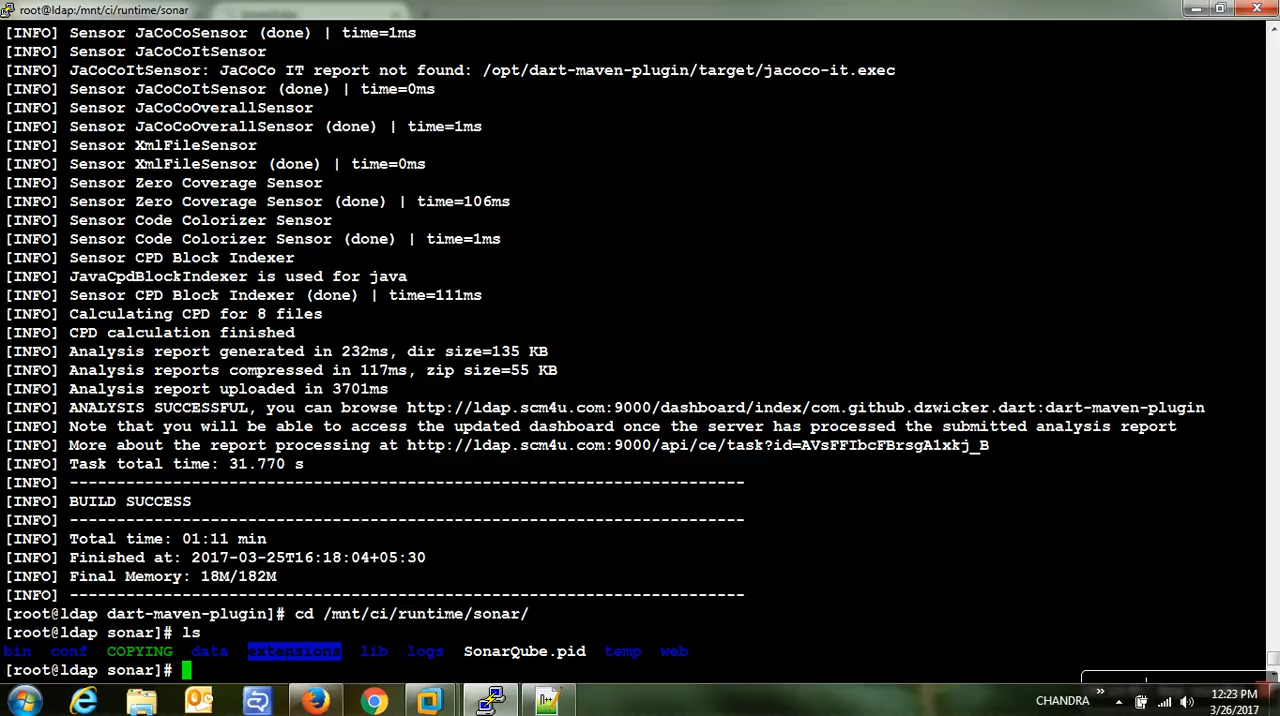 root@ldap:/mnt/ci/runtime/sonar
[INFO] Sensor JaCoCoSensor (done) | time=1ms
[INFO] Sensor JaCoCoItSensor
[INFO] JaCoCoItSensor: JaCoCo IT report not found: /opt/dart-maven-plugin/target/jacoco-it.exec
[INFO] Sensor JaCoCoItSensor (done) | time=0ms
[INFO] Sensor JaCoCoOverallSensor
[INFO] Sensor JaCoCoOverallSensor (done) | time=1ms
[INFO] Sensor XmlFileSensor
[INFO] Sensor XmlFileSensor (done) | time=0ms
[INFO] Sensor Zero Coverage Sensor
[INFO] Sensor Zero Coverage Sensor (done) | time=106ms
[INFO] Sensor Code Colorizer Sensor
[INFO] Sensor Code Colorizer Sensor (done) | time=1ms
[INFO] Sensor CPD Block Indexer
[INFO] JavaCpdBlockIndexer is used for java
[INFO] Sensor CPD Block Indexer (done) | time=111ms
[INFO] Calculating CPD for 8 files
[INFO] CPD calculation finished
[INFO] Analysis report generated in 232ms, dir size=135 KB
[INFO] Analysis reports compressed in 117ms, zip size=55 KB
[INFO] Analysis report uploaded in 3701ms
[INFO] ANALYSIS SUCCESSFUL, you can browse http://ldap.scm4u.com:9000/dashboard/index/com.github.dzwicker.dart:dart-maven-plugin
[INFO] Note that you will be able to access the updated dashboard once the server has processed the submitted analysis report
[INFO] More about the report processing at http://ldap.scm4u.com:9000/api/ce/task?id=AVsFFIbcFBrsgAlxkj_B
[INFO] Task total time: 31.770 s
[INFO] ------------------------------------------------------------------------
[INFO] BUILD SUCCESS
[INFO] ------------------------------------------------------------------------
[INFO] Total time: 01:11 min
[INFO] Finished at: 2017-03-25T16:18:04+05:30
[INFO] Final Memory: 18M/182M
[INFO] ------------------------------------------------------------------------
[root@ldap dart-maven-plugin]# cd /mnt/ci/runtime/sonar/
[root@ldap sonar]# ls
bin conf COPYING data extensions lib logs SonarQube.pid temp web
[root@ldap sonar]#
CHANDRA
12:23 PM
3/26/2017